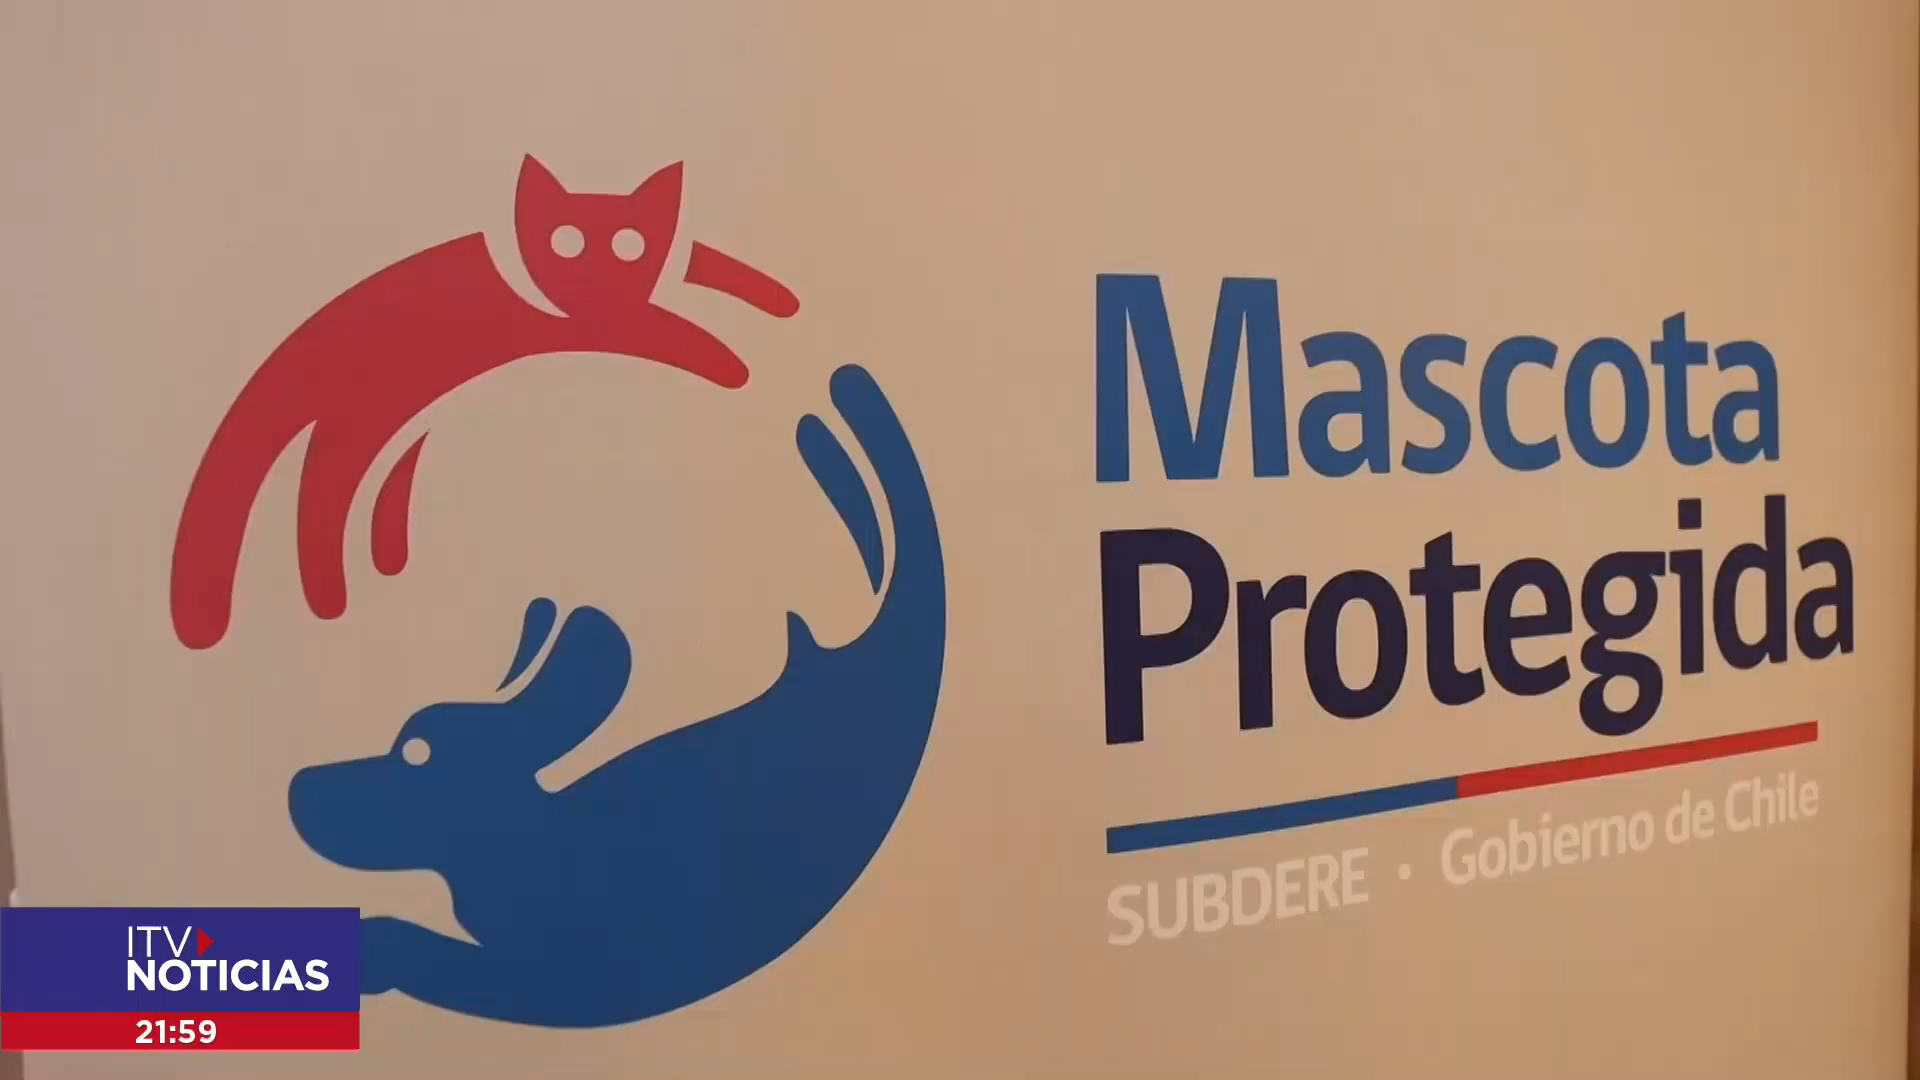 Mascota
Protegida
SUBDERE · Gobierno de Chile
ITV
NOTICIAS
21:59